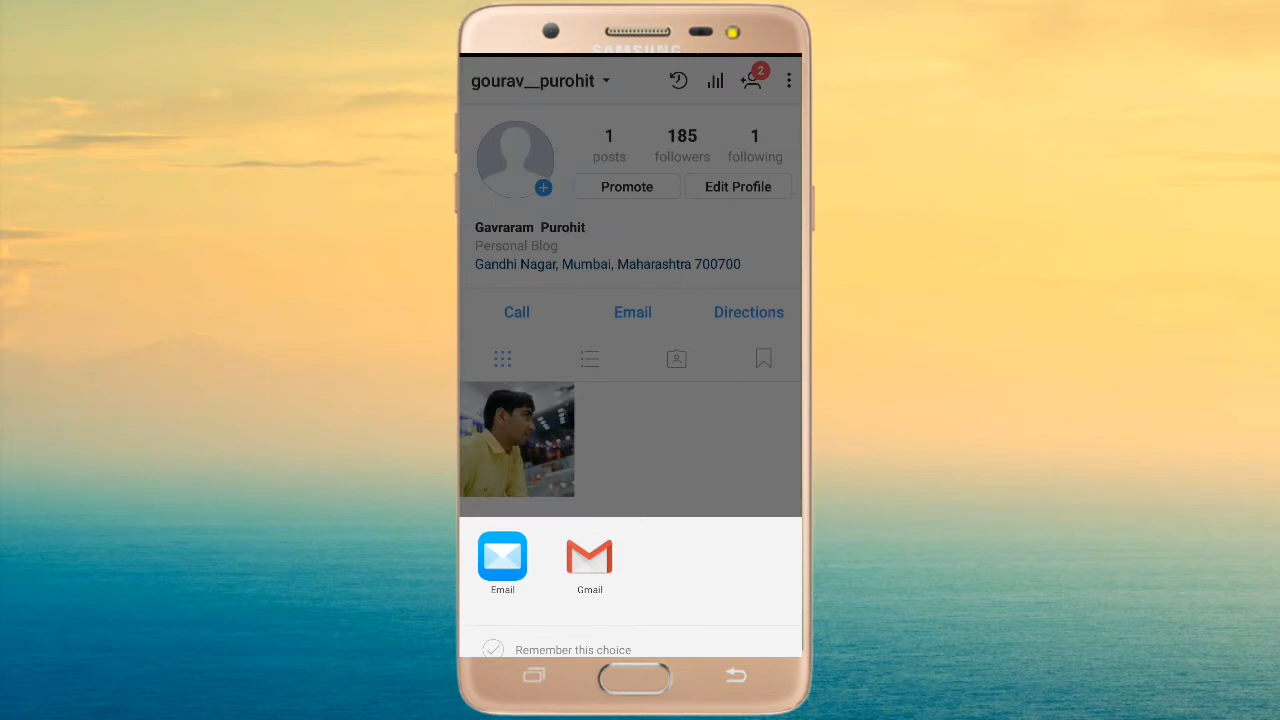 SAMSUNG
gourav__purohit
2
1 185 1
posts followers following
Promote Edit Profile
Gavraram Purohit
Personal Blog
Gandhi Nagar, Mumbai, Maharashtra 700700
Call Email Directions
Email Gmail
Remember this choice